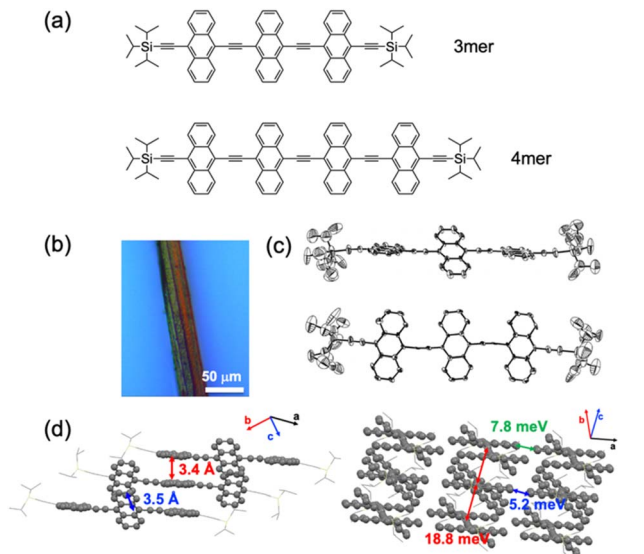 (a)
Si
Si
3mer
Si
Si
4mer
(b)
50 μm
(c)
(d)
b
a
c
3.4 Å
3.5 Å
7.8 meV
b
c
a
5.2 meV
18.8 meV